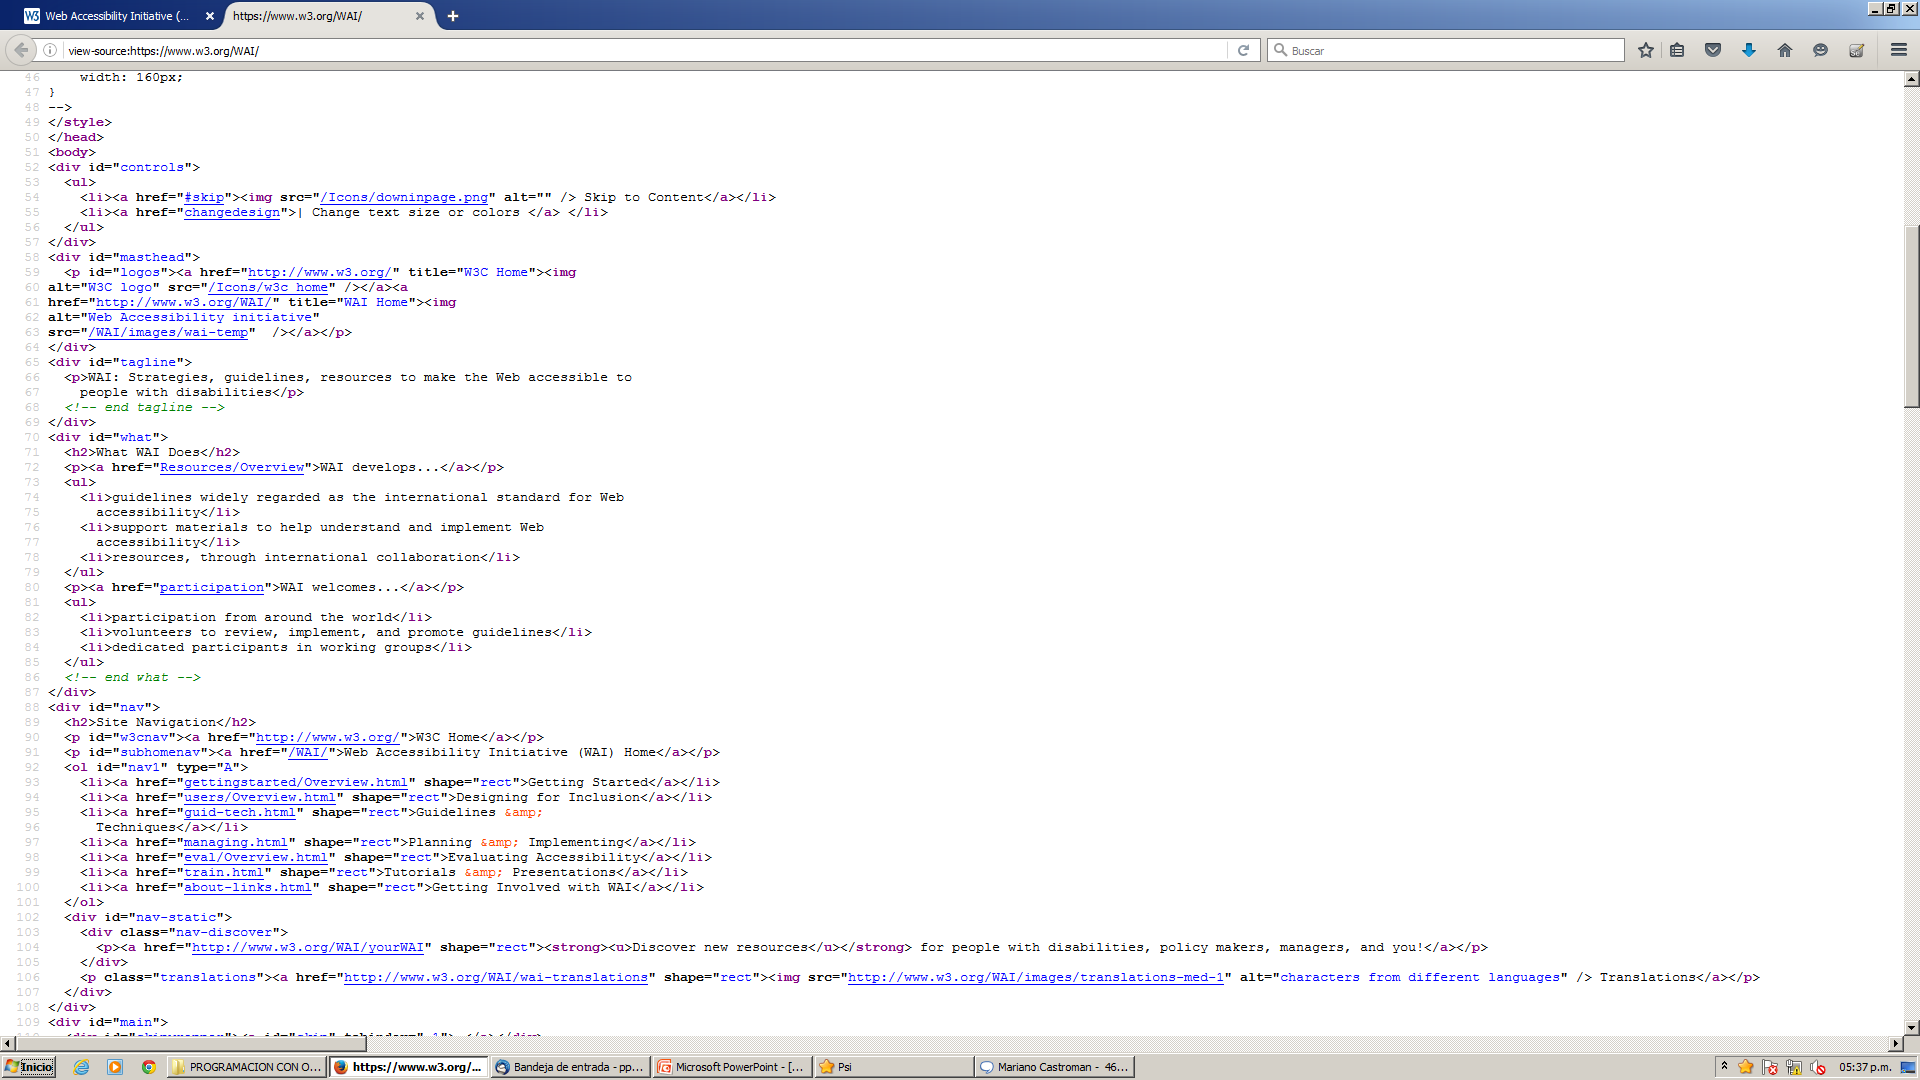 Web Accessibility Initiative (...
https://www.w3.org/WAI/
view-source:https://www.w3.org/WAI/
Buscar
46     width: 160px;
47 }
48 -->
49 </style>
50 </head>
51 <body>
52 <div id="controls">
53   <ul>
54     <li><a href="#skip"><img src="/Icons/downinpage.png" alt="" /> Skip to Content</a></li>
55     <li><a href="changedesign">| Change text size or colors </a> </li>
56   </ul>
57 </div>
58 <div id="masthead">
59   <p id="logos"><a href="http://www.w3.org/" title="W3C Home"><img
60 alt="W3C logo" src="/Icons/w3c_home" /></a><a
61 href="http://www.w3.org/WAI/" title="WAI Home"><img
62 alt="Web Accessibility initiative"
63 src="/WAI/images/wai-temp"  /></a></p>
64 </div>
65 <div id="tagline">
66   <p>WAI: Strategies, guidelines, resources to make the Web accessible to
67     people with disabilities</p>
68   <!-- end tagline -->
69 </div>
70 <div id="what">
71   <h2>What WAI Does</h2>
72   <p><a href="Resources/Overview">WAI develops...</a></p>
73   <ul>
74     <li>guidelines widely regarded as the international standard for Web
75       accessibility</li>
76     <li>support materials to help understand and implement Web
77       accessibility</li>
78     <li>resources, through international collaboration</li>
79   </ul>
80   <p><a href="participation">WAI welcomes...</a></p>
81   <ul>
82     <li>participation from around the world</li>
83     <li>volunteers to review, implement, and promote guidelines</li>
84     <li>dedicated participants in working groups</li>
85   </ul>
86   <!-- end what -->
87 </div>
88 <div id="nav">
89   <h2>Site Navigation</h2>
90   <p id="w3cnav"><a href="http://www.w3.org/">W3C Home</a></p>
91   <p id="subhomenav"><a href="/WAI/">Web Accessibility Initiative (WAI) Home</a></p>
92   <ol id="nav1" type="A">
93     <li><a href="gettingstarted/Overview.html" shape="rect">Getting Started</a></li>
94     <li><a href="users/Overview.html" shape="rect">Designing for Inclusion</a></li>
95     <li><a href="guid-tech.html" shape="rect">Guidelines &amp;
96       Techniques</a></li>
97     <li><a href="managing.html" shape="rect">Planning &amp; Implementing</a></li>
98     <li><a href="eval/Overview.html" shape="rect">Evaluating Accessibility</a></li>
99     <li><a href="train.html" shape="rect">Tutorials &amp; Presentations</a></li>
100     <li><a href="about-links.html" shape="rect">Getting Involved with WAI</a></li>
101   </ol>
102   <div id="nav-static">
103     <div class="nav-discover">
104       <p><a href="http://www.w3.org/WAI/yourWAI" shape="rect"><strong><u>Discover new resources</u></strong> for people with disabilities, policy makers, managers, and you!</a></p>
105     </div>
106     <p class="translations"><a href="http://www.w3.org/WAI/wai-translations" shape="rect"><img src="http://www.w3.org/WAI/images/translations-med-1" alt="characters from different languages" /> Translations</a></p>
107   </div>
108 </div>
109 <div id="main">
Inicio
PROGRAMACION CON O...
https://www.w3.org/...
Bandeja de entrada - pp...
Microsoft PowerPoint - [...
Psi
Mariano Castroman - 46...
05:37 p.m.